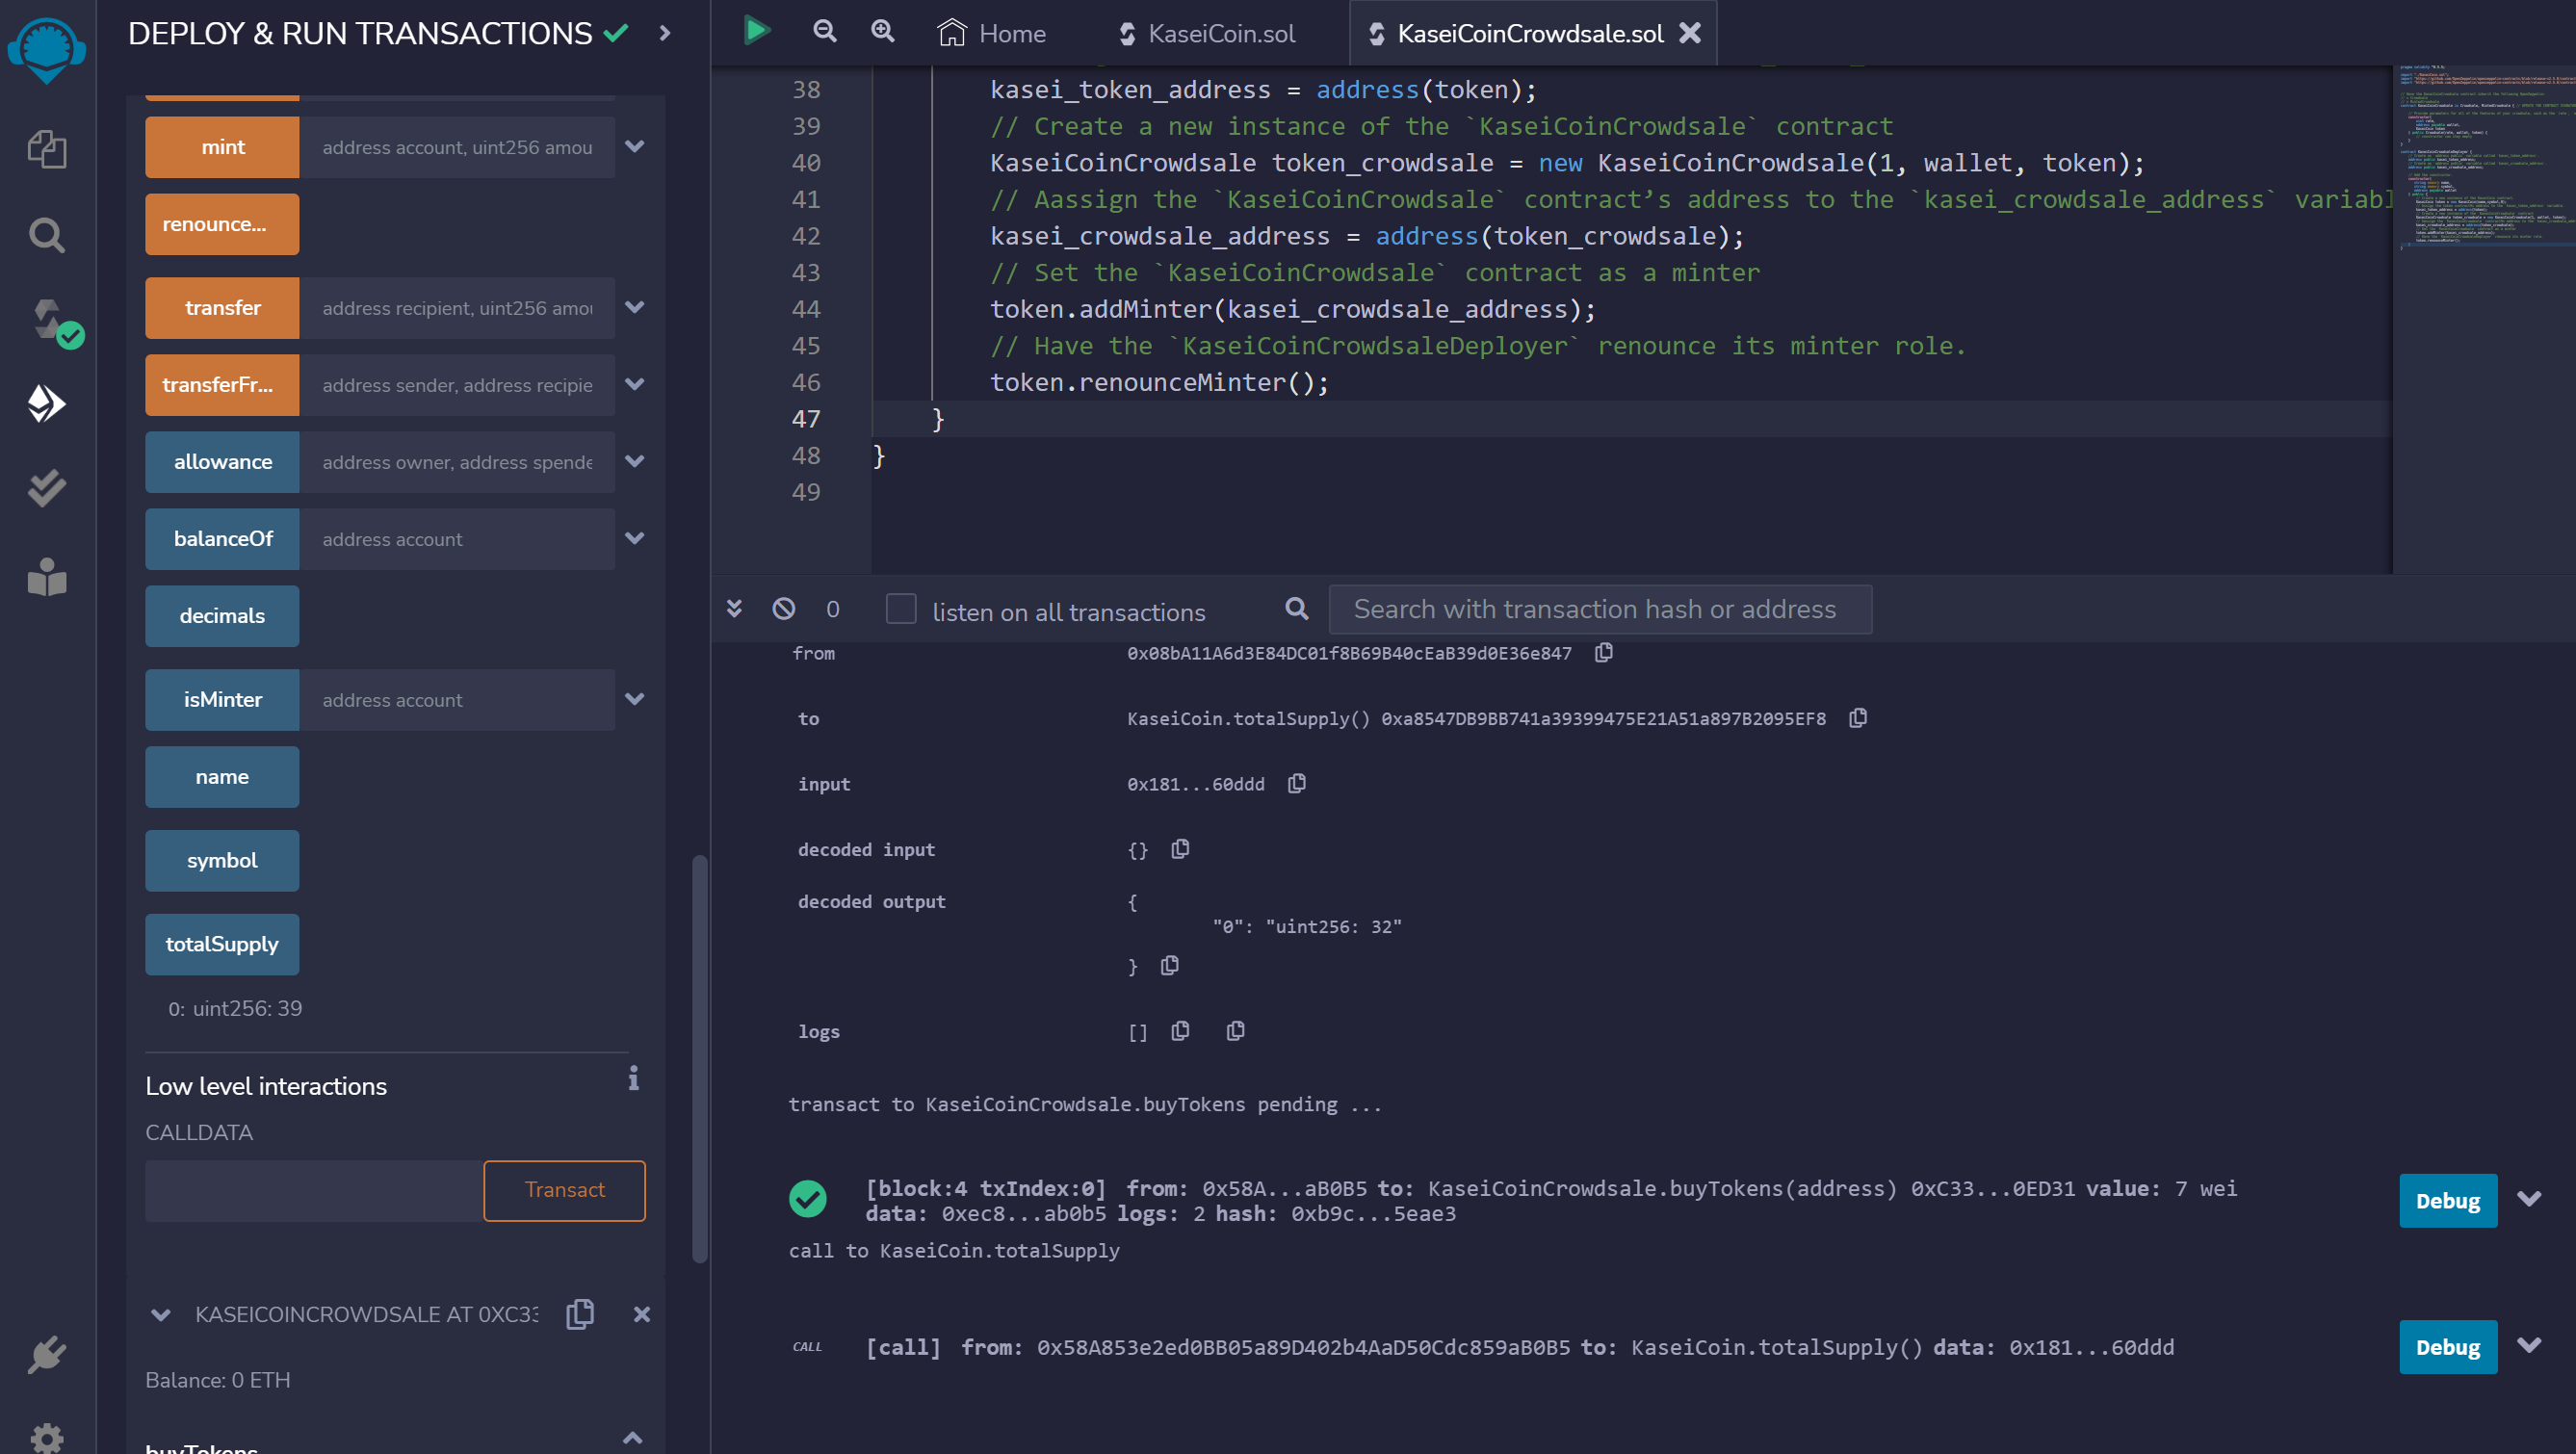 DEPLOY & RUN TRANSACTIONS
mint
address account, uint256 amou
renounce...
transfer
address recipient, uint256 amou
transferFr...
address sender, address recipie
allowance
address owner, address spende
balanceOf
address account
decimals
isMinter
address account
name
symbol
totalSupply
0: uint256: 39
Low level interactions
CALLDATA
Transact
KASEICOINCROWDSALE AT 0XC33
Balance: 0 ETH
buyTokens
Home
KaseiCoin.sol
KaseiCoinCrowdsale.sol
38 kasei_token_address = address(token);
39 // Create a new instance of the `KaseiCoinCrowdsale` contract
40 KaseiCoinCrowdsale token_crowdsale = new KaseiCoinCrowdsale(1, wallet, token);
41 // Aassign the `KaseiCoinCrowdsale` contract’s address to the `kasei_crowdsale_address` variabl
42 kasei_crowdsale_address = address(token_crowdsale);
43 // Set the `KaseiCoinCrowdsale` contract as a minter
44 token.addMinter(kasei_crowdsale_address);
45 // Have the `KaseiCoinCrowdsaleDeployer` renounce its minter role.
46 token.renounceMinter();
47 }
48 }
49
0 listen on all transactions Search with transaction hash or address
from 0x08bA11A6d3E84DC01f8B69B40cEaB39d0E36e847
to KaseiCoin.totalSupply() 0xa8547DB9BB741a39399475E21A51a897B2095EF8
input 0x181...60ddd
decoded input {}
decoded output {
"0": "uint256: 32"
}
logs []
transact to KaseiCoinCrowdsale.buyTokens pending ...
[block:4 txIndex:0] from: 0x58A...aB0B5 to: KaseiCoinCrowdsale.buyTokens(address) 0xC33...0ED31 value: 7 wei
data: 0xec8...ab0b5 logs: 2 hash: 0xb9c...5eae3
Debug
call to KaseiCoin.totalSupply
CALL [call] from: 0x58A853e2ed0BB05a89D402b4AaD50Cdc859aB0B5 to: KaseiCoin.totalSupply() data: 0x181...60ddd
Debug